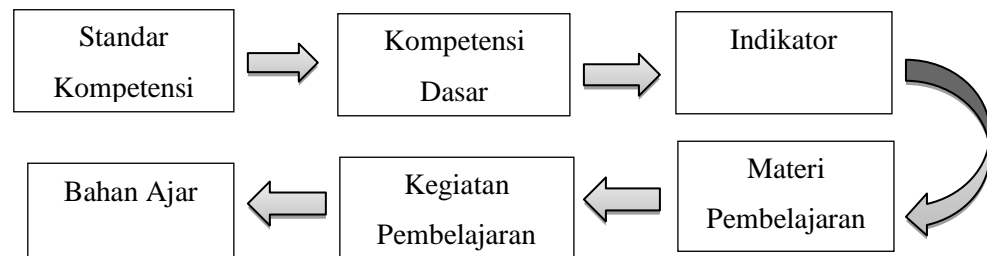 Standar
Kompetensi
Kompetensi
Dasar
Indikator
Materi
Pembelajaran
Kegiatan
Pembelajaran
Bahan Ajar